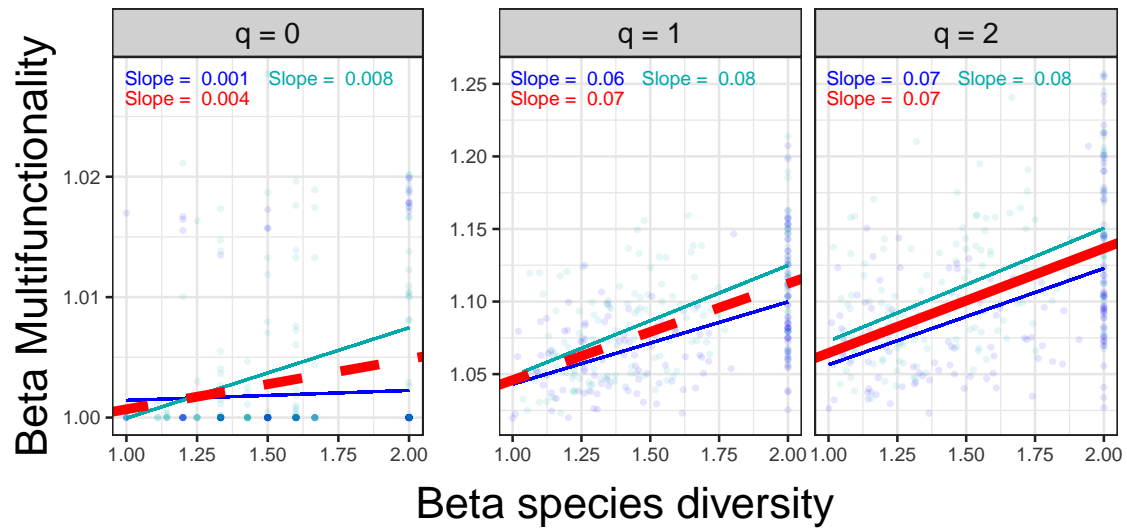 q = 0
q = 1
q = 2
Slope = 0.001
Slope = 0.008
Slope = 0.004
Slope = 0.06
Slope = 0.08
Slope = 0.07
Slope = 0.07
Slope = 0.08
Slope = 0.07
Beta Multifunctionality
1.02
1.01
1.00
1.25
1.20
1.15
1.10
1.05
1.00 1.25 1.50 1.75 2.00
1.00 1.25 1.50 1.75 2.00
1.00 1.25 1.50 1.75 2.00
Beta species diversity